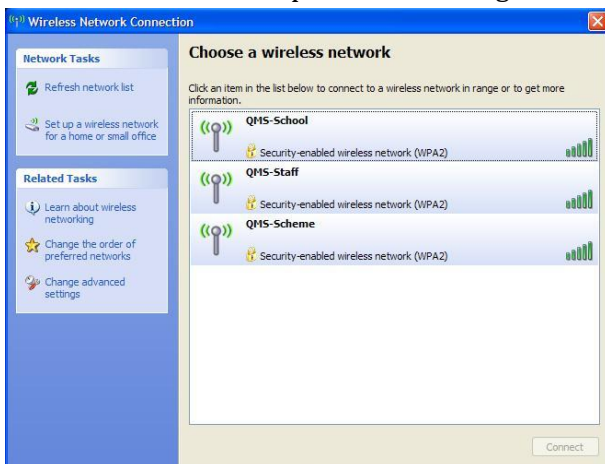 Wireless Network Connection
Network Tasks
Refresh network list
Set up a wireless network
for a home or small office
Related Tasks
Learn about wireless
networking
Change the order of
preferred networks
Change advanced
settings
Choose a wireless network
Click an item in the list below to connect to a wireless network in range or to get more
information.
QMS-School
Security-enabled wireless network (WPA2)
QMS-Staff
Security-enabled wireless network (WPA2)
QMS-Scheme
Security-enabled wireless network (WPA2)
Connect